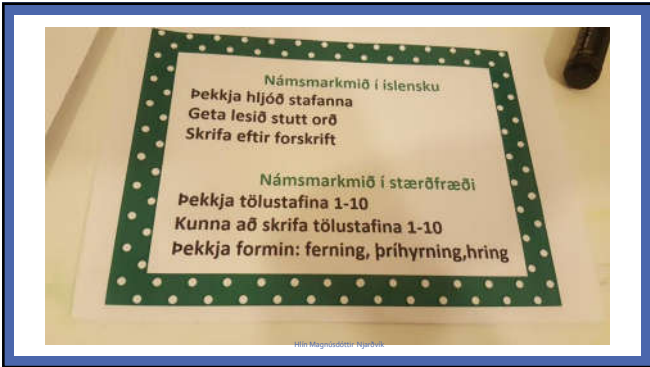 Námsmarkmið í íslensku
Þekkja hljóð stafanna
Geta lesið stutt orð
Skrifa eftir forskrift
Námsmarkmið í stærðfræði
Þekkja tölustafina 1-10
Kunna að skrifa tölustafina 1-10
Þekkja formin: ferning, þríhyrning,hring
Hlín Magnúsdóttir Njarðvík